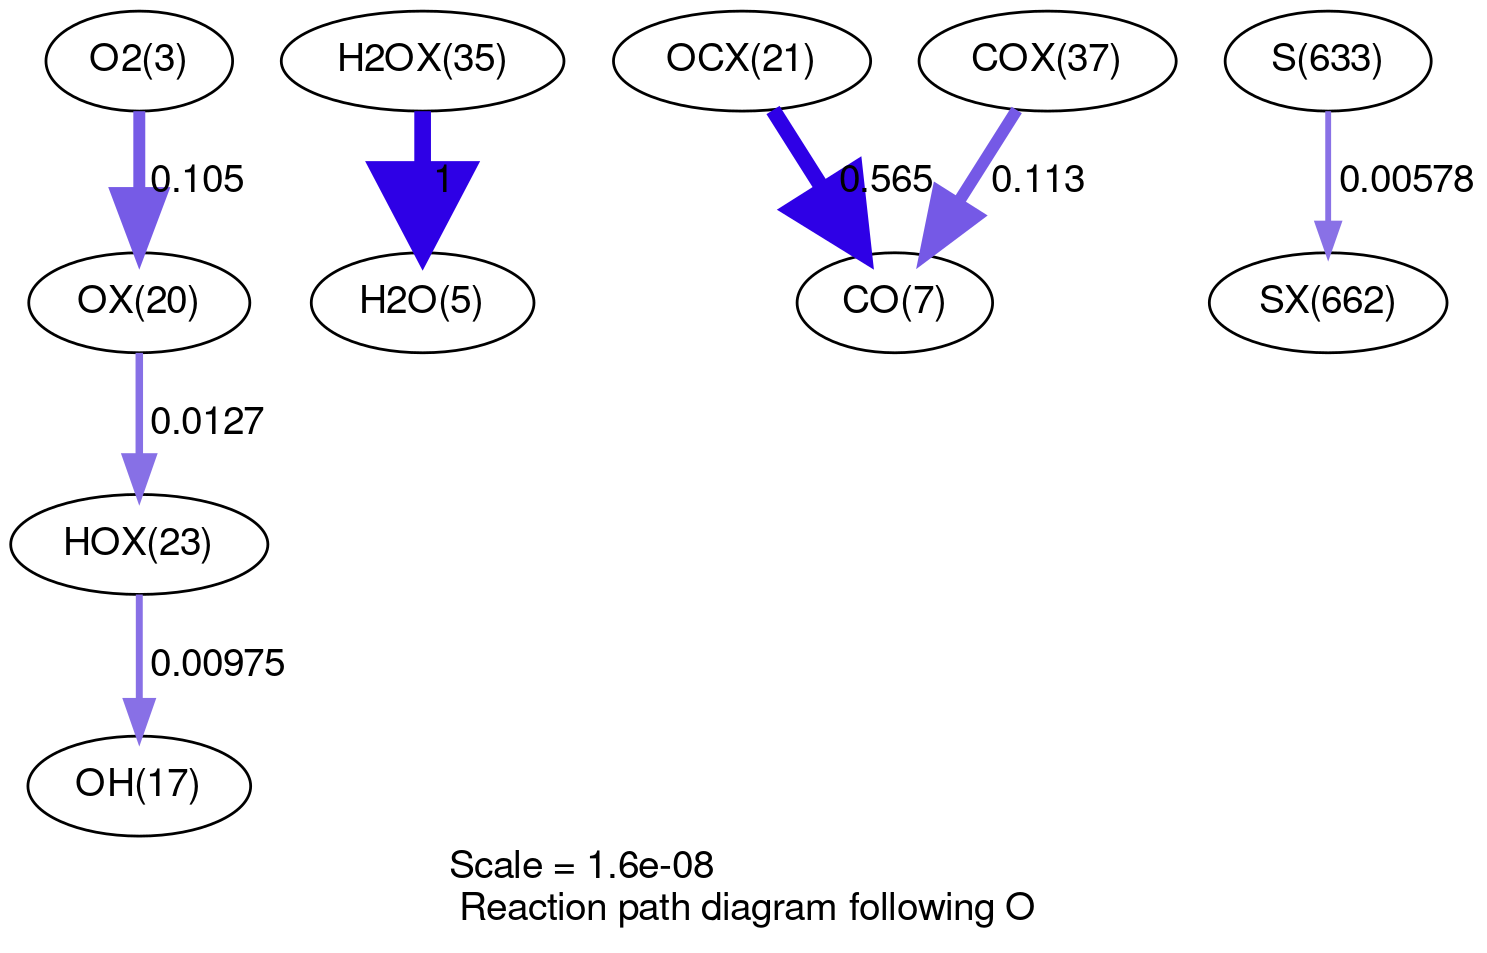 O2(3)
H2OX(35)
OCX(21)
COX(37)
S(633)
0.105
1
0.565
0.113
0.00578
OX(20)
H2O(5)
CO(7)
SX(662)
0.0127
HOX(23)
0.00975
OH(17)
Scale = 1.6e-08
Reaction path diagram following O